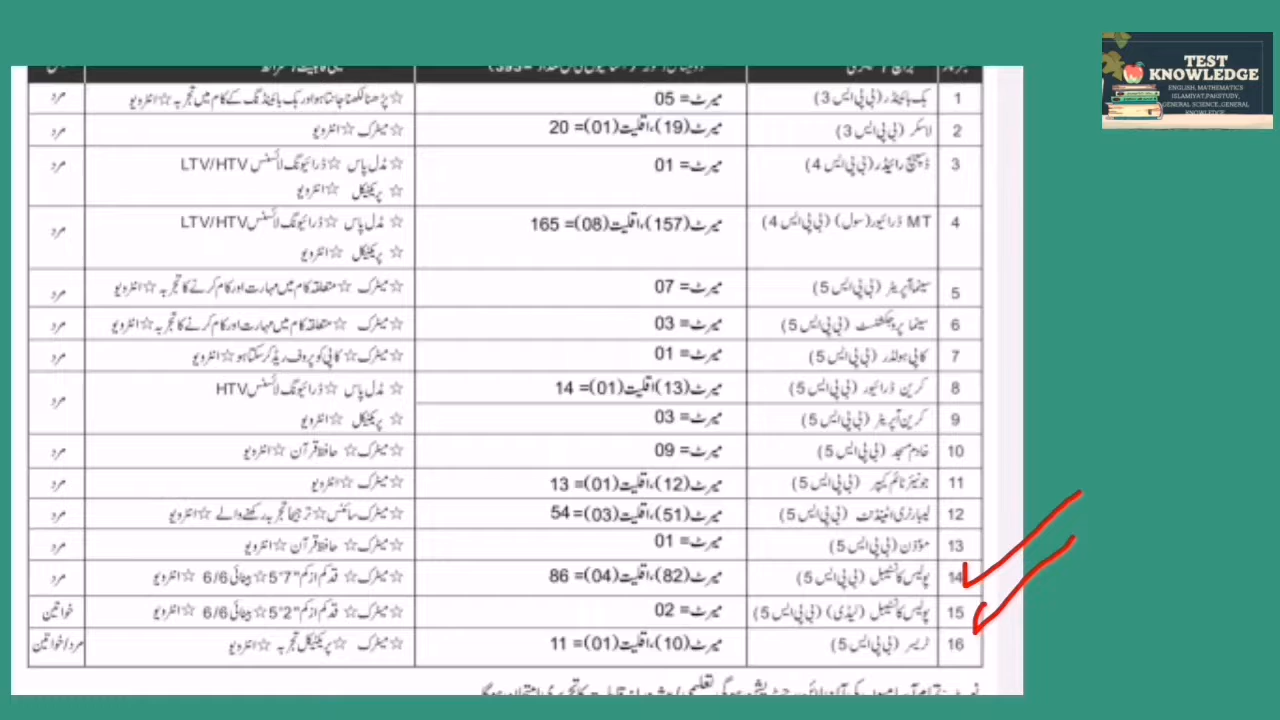 TEST
KNOWLEDGE
ENGLISH, MATHEMATICS
ISLAMIYAT, PAKSTUDY,
GENERAL SCIENCE, GENERAL
KNOWLEDGE
1 بک بائینڈر (بی پی ایس 3) میرٹ= 05 ☆پڑھنا لکھنا جانتا ہو اور بک بائینڈنگ کے کام میں تجربہ ☆انٹرویو مرد
2 لاسکر (بی پی ایس 3) میرٹ(19)،اقلیت(01)= 20 ☆میٹرک ☆انٹرویو مرد
3 ڈسپیچ رائیڈر (بی پی ایس 4) میرٹ= 01 ☆ مڈل پاس ☆ڈرائیونگ لائسنس LTV/HTV مرد
☆ پریکٹیکل ☆انٹرویو
4 MT ڈرائیور(سول) (بی پی ایس 4) میرٹ(157)،اقلیت(08)= 165 ☆ مڈل پاس ☆ڈرائیونگ لائسنس LTV/HTV مرد
☆ پریکٹیکل ☆انٹرویو
5 سینما آپریٹر (بی پی ایس 5) میرٹ= 07 ☆میٹرک ☆متعلقہ کام میں مہارت اور کام کرنے کا تجربہ ☆انٹرویو مرد
6 سینما پروجیکشنسٹ (بی پی ایس 5) میرٹ= 03 ☆میٹرک ☆متعلقہ کام میں مہارت اور کام کرنے کا تجربہ ☆انٹرویو مرد
7 کاپی ہولڈر (بی پی ایس 5) میرٹ= 01 ☆میٹرک ☆ کاپی کو پروف ریڈ کر سکتا ہو ☆انٹرویو مرد
8 کرین ڈرائیور (بی پی ایس 5) میرٹ(13) اقلیت(01)= 14 ☆ مڈل پاس ☆ڈرائیونگ لائسنس HTV مرد
9 کرین آپریٹر (بی پی ایس 5) میرٹ= 03 ☆ پریکٹیکل ☆ انٹرویو
10 خادم مسجد (بی پی ایس 5) میرٹ= 09 ☆میٹرک ☆ حافظ قرآن ☆انٹرویو مرد
11 جونیئر ٹائم کیپر (بی پی ایس 5) میرٹ(12)،اقلیت(01)= 13 ☆میٹرک ☆انٹرویو مرد
12 لیبارٹری اٹینڈنٹ (بی پی ایس 5) میرٹ(51)،اقلیت(03)= 54 ☆میٹرک سائنس ☆ترجیحاً تجربہ رکھنے والے ☆انٹرویو مرد
13 مؤذن (بی پی ایس 5) میرٹ= 01 ☆میٹرک ☆ حافظ قرآن ☆انٹرویو مرد
14 پولیس کانسٹیبل (بی پی ایس 5) میرٹ(82)،اقلیت(04)= 86 ☆میٹرک ☆ قد کم از کم "7'5 ☆بینائی 6/6 ☆انٹرویو مرد
15 پولیس کانسٹیبل (لیڈی) (بی پی ایس 5) میرٹ= 02 ☆میٹرک ☆ قد کم از کم "2'5 ☆بینائی 6/6 ☆انٹرویو خواتین
16 ٹریسر (بی پی ایس 5) میرٹ(10)،اقلیت(01)= 11 ☆میٹرک ☆ پریکٹیکل تجربہ ☆انٹرویو مرد/خواتین